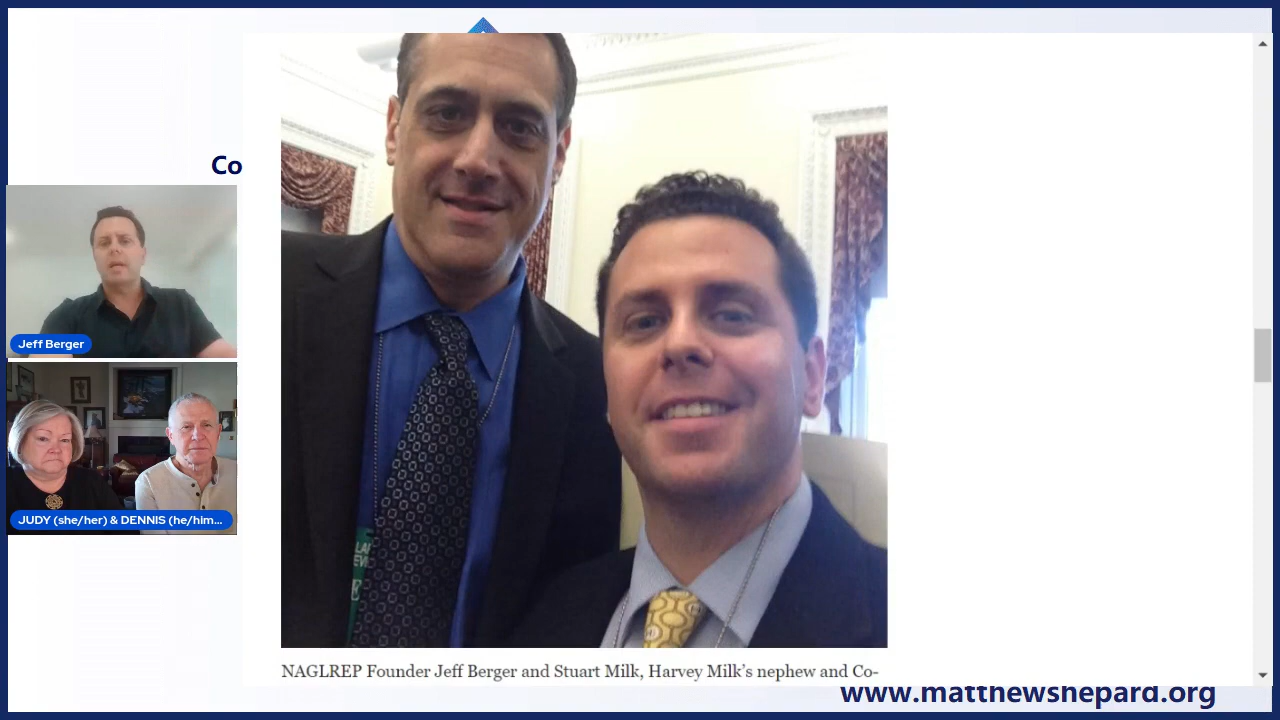 Co
Jeff Berger
JUDY (she/her) & DENNIS (he/him...
NAGLREP Founder Jeff Berger and Stuart Milk, Harvey Milk’s nephew and Co-
www.matthewshepard.org